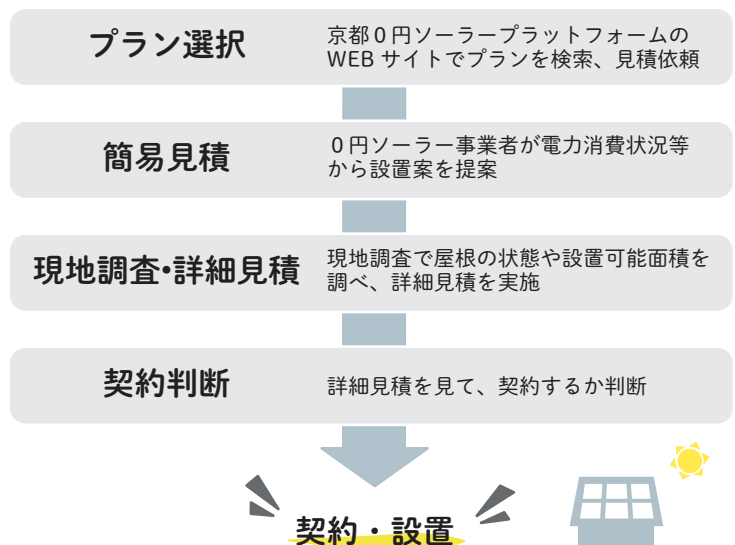 プラン選択
京都０円ソーラープラットフォームの
WEB サイトでプランを検索、見積依頼
簡易見積
０円ソーラー事業者が電力消費状況等
から設置案を提案
現地調査・詳細見積
現地調査で屋根の状態や設置可能面積を
調べ、詳細見積を実施
契約判断
詳細見積を見て、契約するか判断
契約・設置